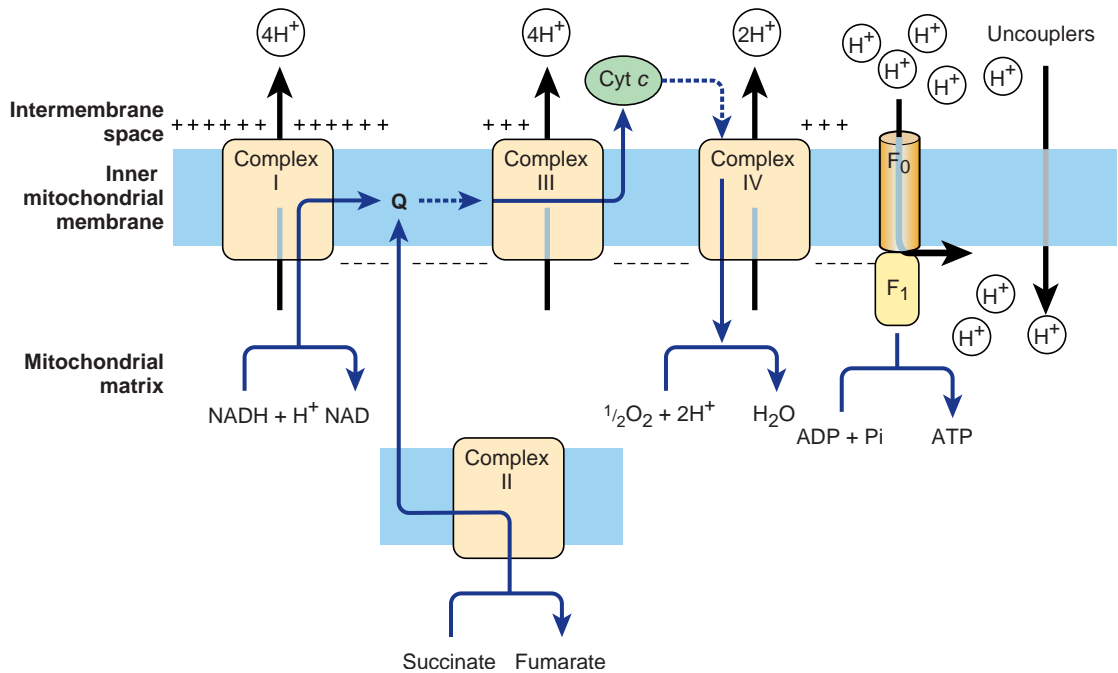 4H+
4H+
2H+
H+
H+
H+
H+
H+
Uncouplers
Cyt c
Intermembrane
space
++++++ ++++++
+++
+++
Inner
mitochondrial
membrane
Complex
I
Q
Complex
III
Complex
IV
F0
F1
H+
H+
H+
Mitochondrial
matrix
NADH + H+ NAD
1/2O2 + 2H+
H2O
ADP + Pi
ATP
Complex
II
Succinate
Fumarate